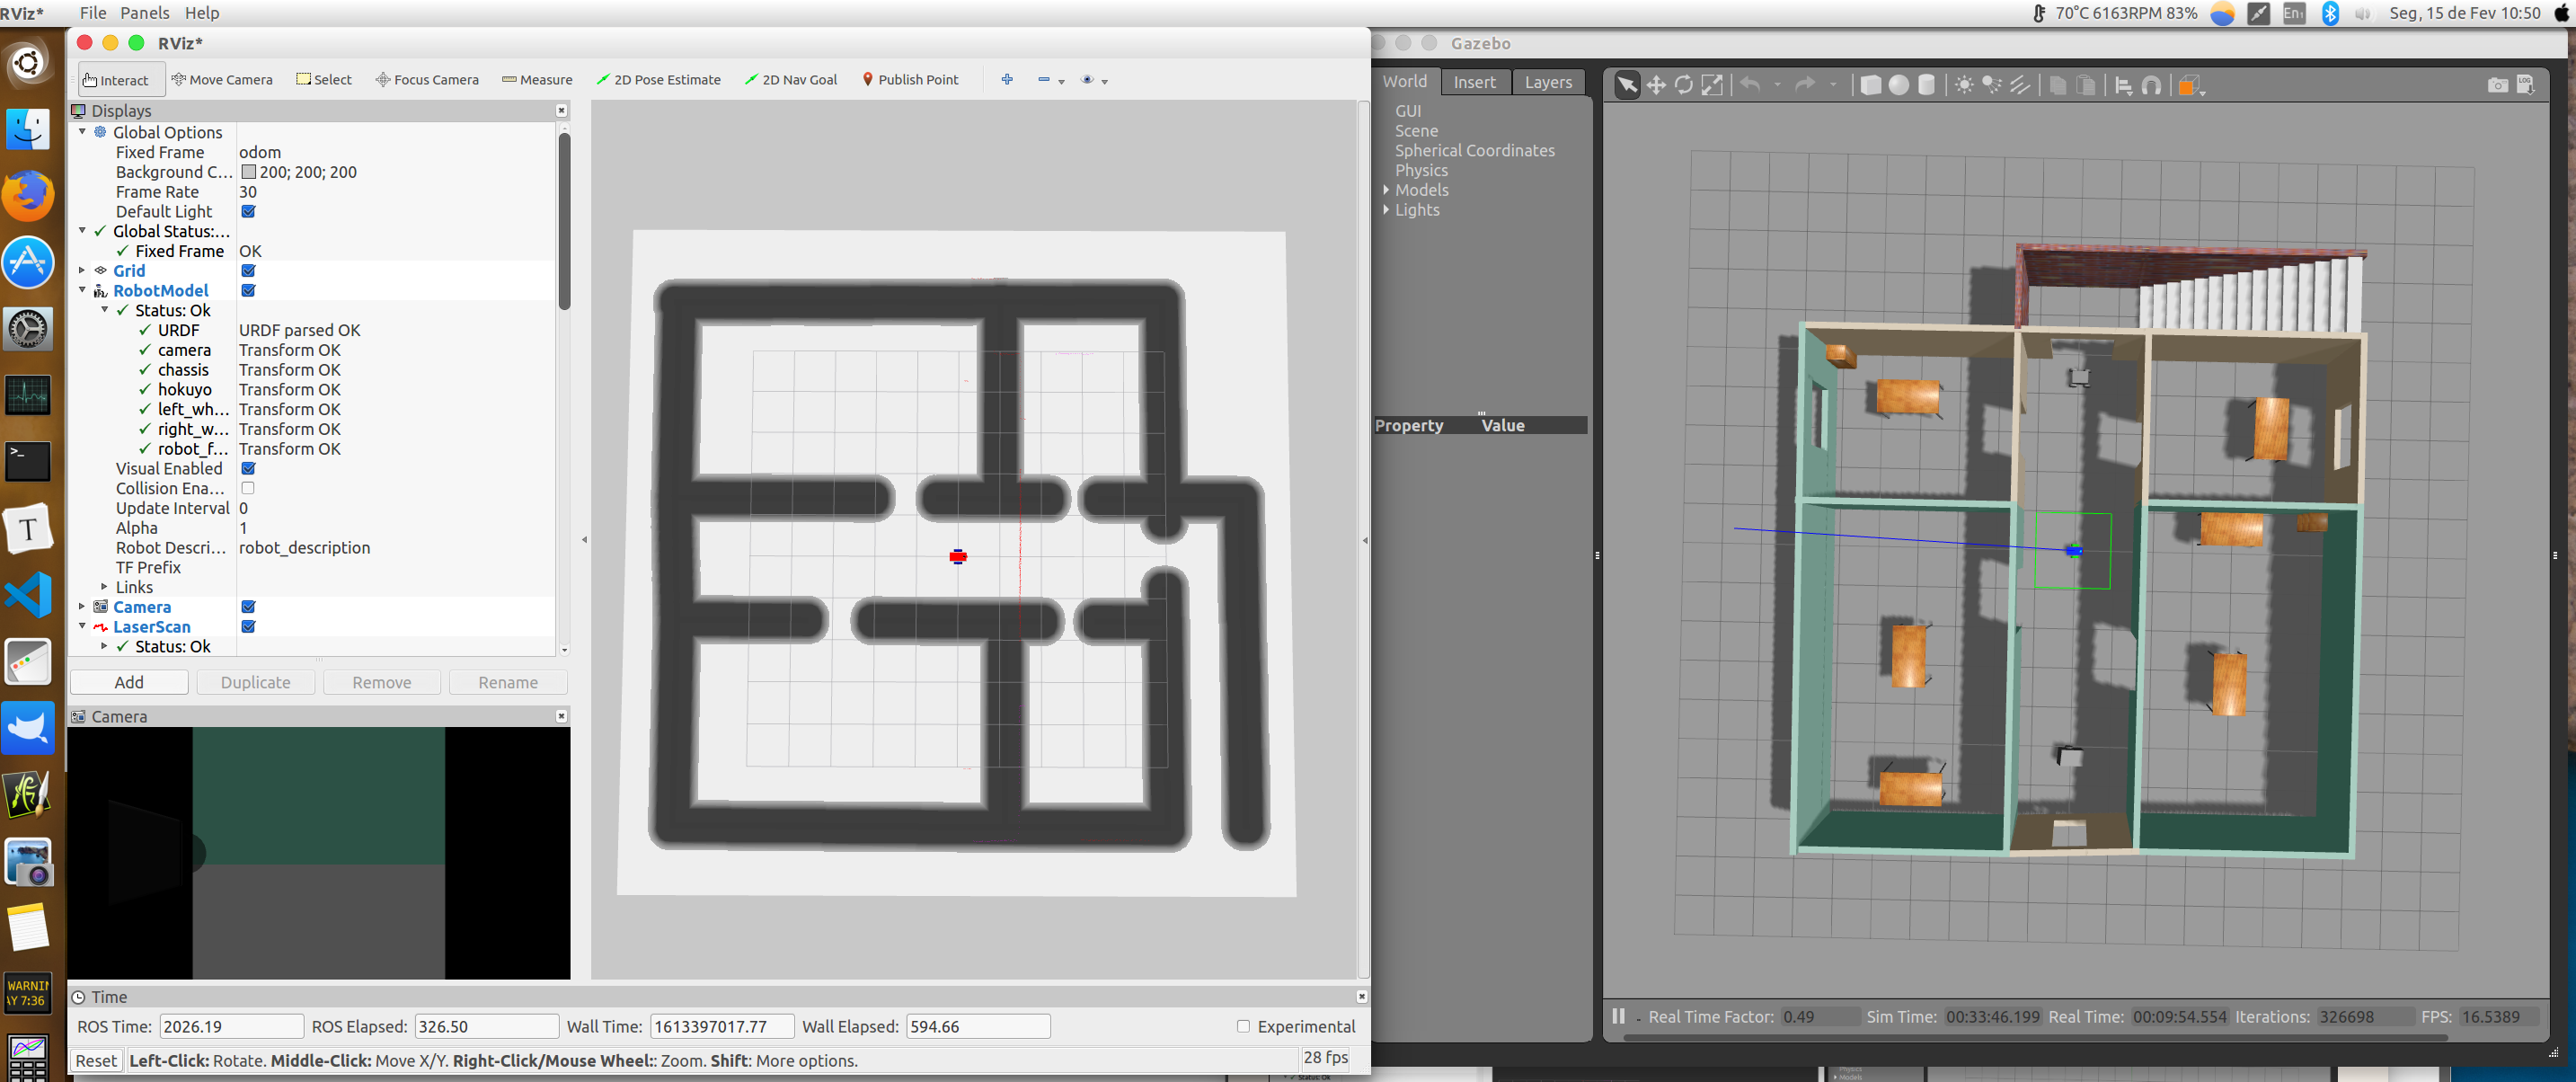 RViz* File Panels Help
70°C 6163RPM 83% En₁ Seg, 15 de Fev 10:50
RViz*
Interact Move Camera Select Focus Camera Measure 2D Pose Estimate 2D Nav Goal Publish Point
Displays
Global Options
Fixed Frame odom
Background C... 200; 200; 200
Frame Rate 30
Default Light
Global Status:...
Fixed Frame OK
Grid
RobotModel
Status: Ok
URDF URDF parsed OK
camera Transform OK
chassis Transform OK
hokuyo Transform OK
left_wh... Transform OK
right_w... Transform OK
robot_f... Transform OK
Visual Enabled
Collision Ena...
Update Interval 0
Alpha 1
Robot Descri... robot_description
TF Prefix
Links
Camera
LaserScan
Status: Ok
Add Duplicate Remove Rename
Camera
Time
ROS Time: 2026.19 ROS Elapsed: 326.50 Wall Time: 1613397017.77 Wall Elapsed: 594.66 Experimental
Reset Left-Click: Rotate. Middle-Click: Move X/Y. Right-Click/Mouse Wheel:: Zoom. Shift: More options. 28 fps
Gazebo
World Insert Layers
GUI
Scene
Spherical Coordinates
Physics
Models
Lights
Property Value
LOG
Real Time Factor: 0.49 Sim Time: 00:33:46.199 Real Time: 00:09:54.554 Iterations: 326698 FPS: 16.5389
T
WARNIN
AY 7:36